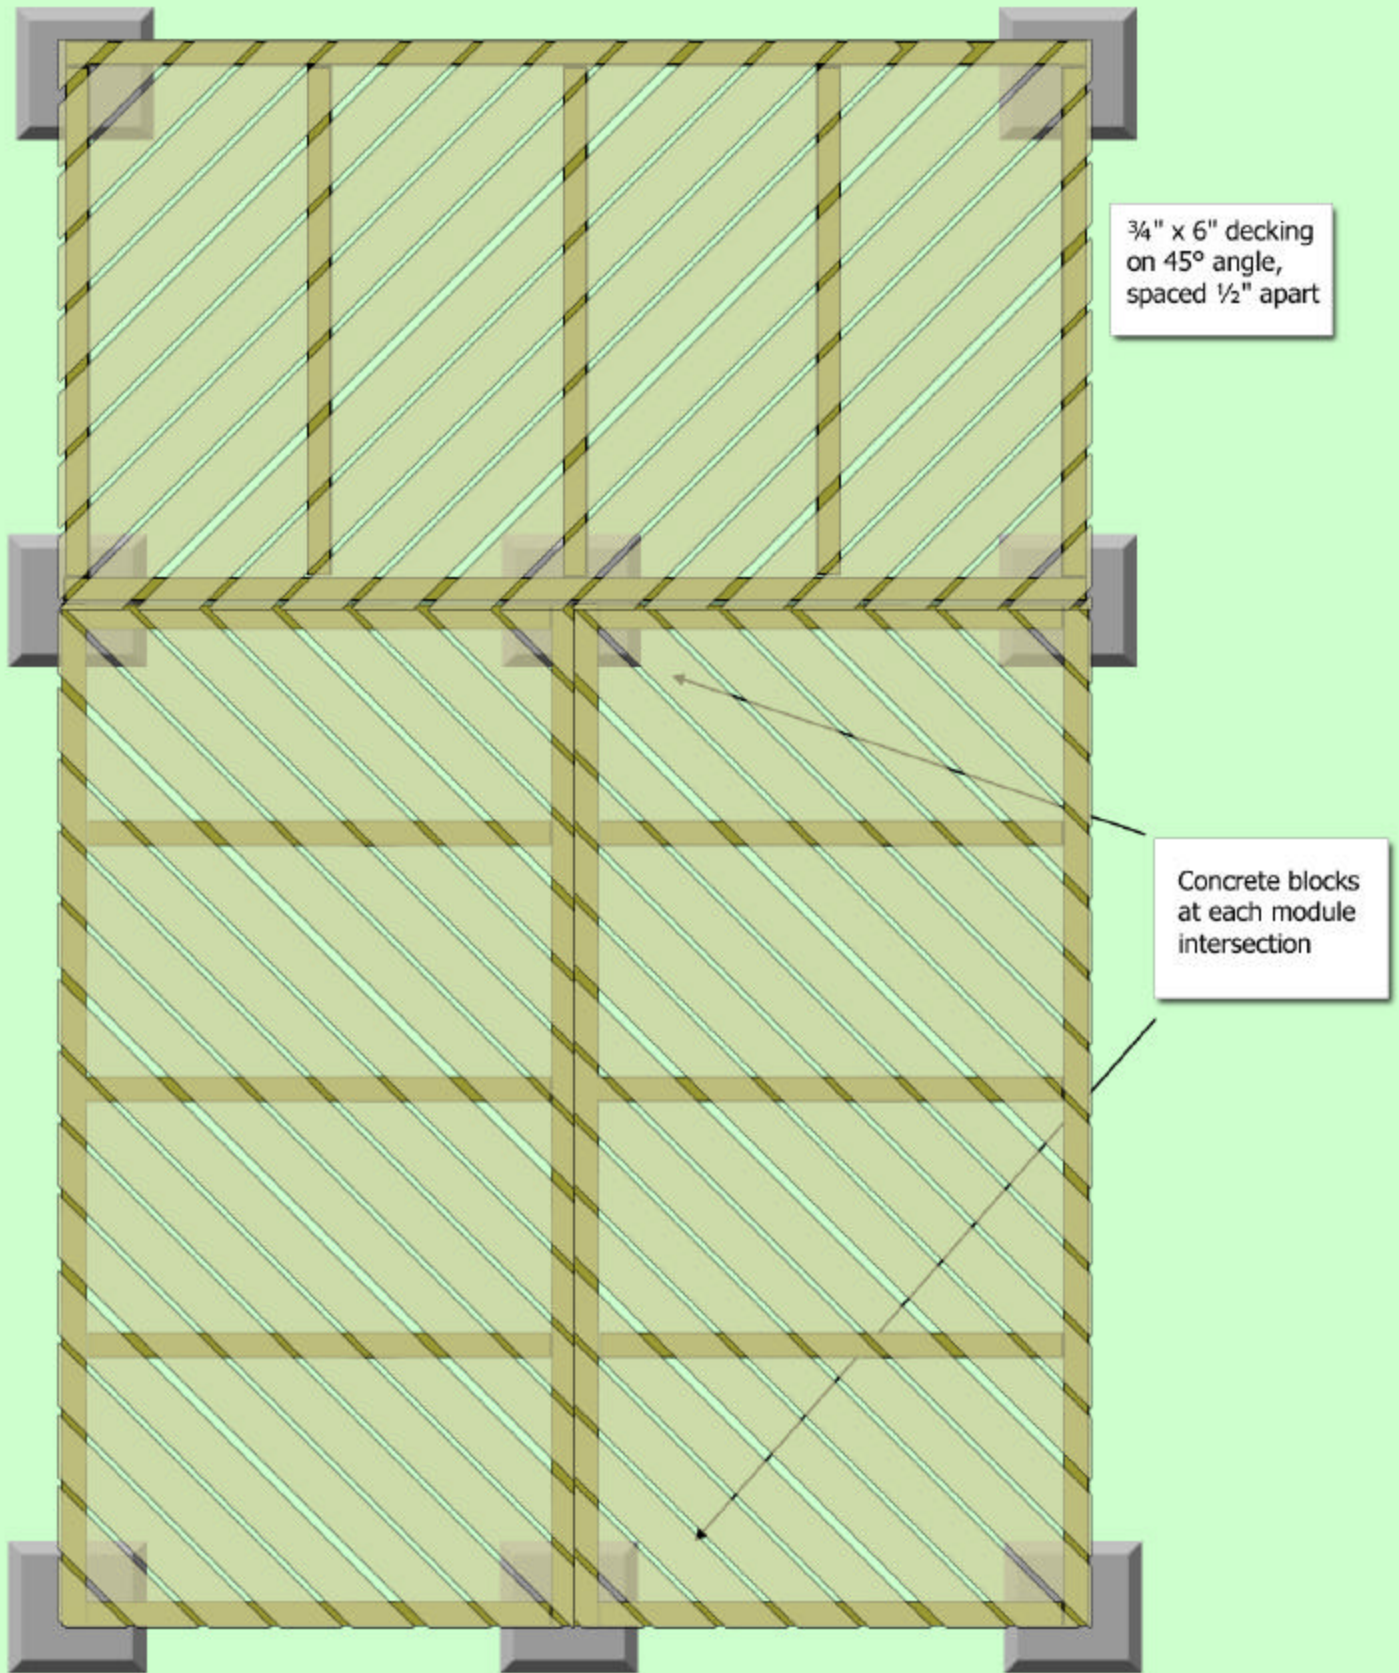 ¾" x 6" decking
on 45° angle,
spaced ½" apart
Concrete blocks
at each module
intersection